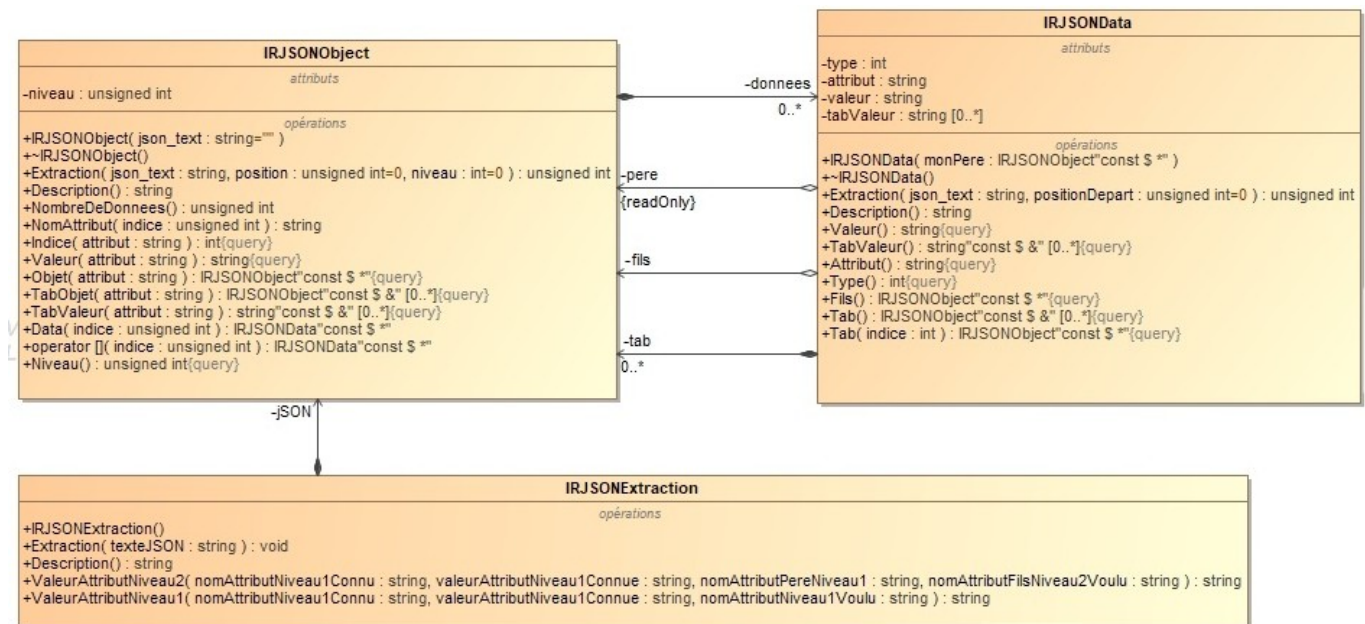 IRJSONObject
attributs
-niveau : unsigned int
opérations
+IRJSONObject( json_text : string="" )
+~IRJSONObject()
+Extraction( json_text : string, position : unsigned int=0, niveau : int=0 ) : unsigned int
+Description() : string
+NombreDeDonnees() : unsigned int
+NomAttribut( indice : unsigned int ) : string
+Indice( attribut : string ) : int{query}
+Valeur( attribut : string ) : string{query}
+Objet( attribut : string ) : IRJSONObject"const $ *"{query}
+TabObjet( attribut : string ) : IRJSONObject"const $ &" [0..*]{query}
+TabValeur( attribut : string ) : string"const $ &" [0..*]{query}
+Data( indice : unsigned int ) : IRJSONData"const $ *"
+operator []( indice : unsigned int ) : IRJSONData"const $ *"
+Niveau() : unsigned int{query}
-donnees
0..*
-pere
{readOnly}
-fils
-tab
0..*
IRJSONData
attributs
-type : int
-attribut : string
-valeur : string
-tabValeur : string [0..*]
opérations
+IRJSONData( monPere : IRJSONObject"const $ *" )
+~IRJSONData()
+Extraction( json_text : string, positionDepart : unsigned int=0 ) : unsigned int
+Description() : string
+Valeur() : string{query}
+TabValeur() : string"const $ &" [0..*]{query}
+Attribut() : string{query}
+Type() : int{query}
+Fils() : IRJSONObject"const $ *"{query}
+Tab() : IRJSONObject"const $ &" [0..*]{query}
+Tab( indice : int ) : IRJSONObject"const $ *"{query}
-jSON
IRJSONExtraction
opérations
+IRJSONExtraction()
+Extraction( texteJSON : string ) : void
+Description() : string
+ValeurAttributNiveau2( nomAttributNiveau1Connu : string, valeurAttributNiveau1Connue : string, nomAttributPereNiveau1 : string, nomAttributFilsNiveau2Voulu : string ) : string
+ValeurAttributNiveau1( nomAttributNiveau1Connu : string, valeurAttributNiveau1Connue : string, nomAttributNiveau1Voulu : string ) : string